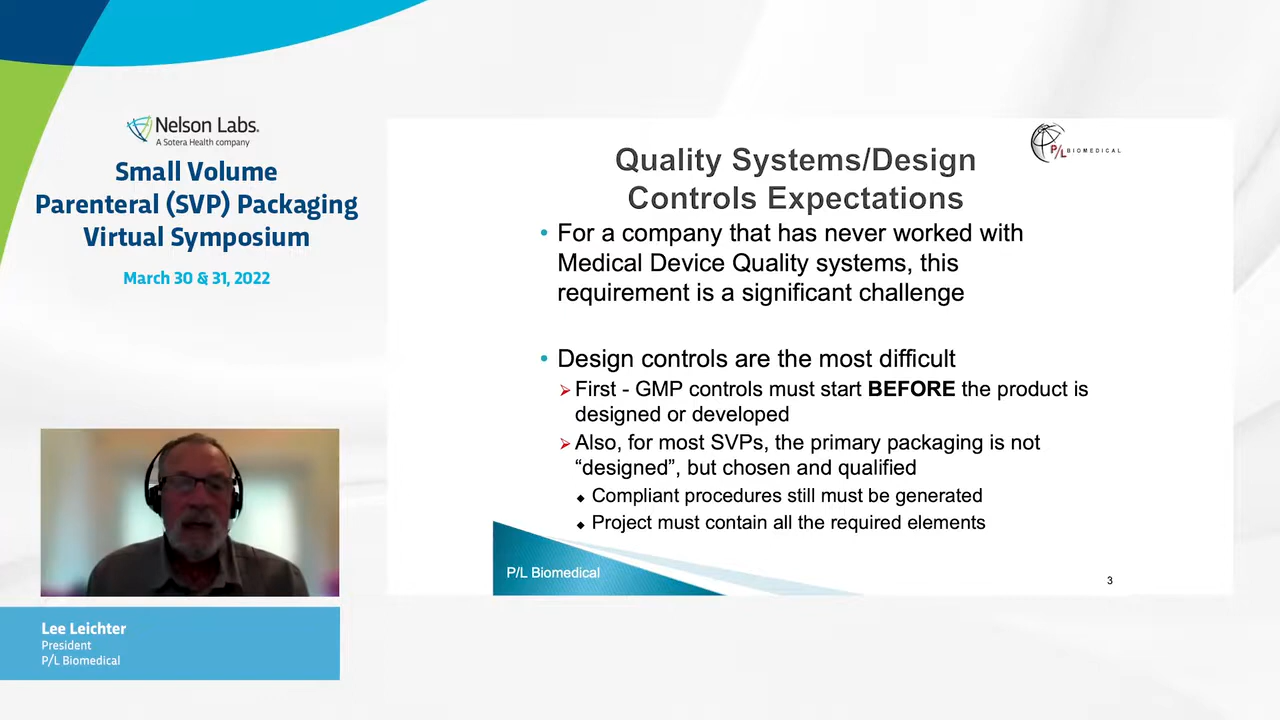 Nelson Labs.
A Sotera Health company
Small Volume
Parenteral (SVP) Packaging
Virtual Symposium
March 30 & 31, 2022
P/L BIOMEDICAL
Quality Systems/Design
Controls Expectations
• For a company that has never worked with
Medical Device Quality systems, this
requirement is a significant challenge
• Design controls are the most difficult
First - GMP controls must start BEFORE the product is
designed or developed
Also, for most SVPs, the primary packaging is not
“designed”, but chosen and qualified
Compliant procedures still must be generated
Project must contain all the required elements
P/L Biomedical
3
Lee Leichter
President
P/L Biomedical